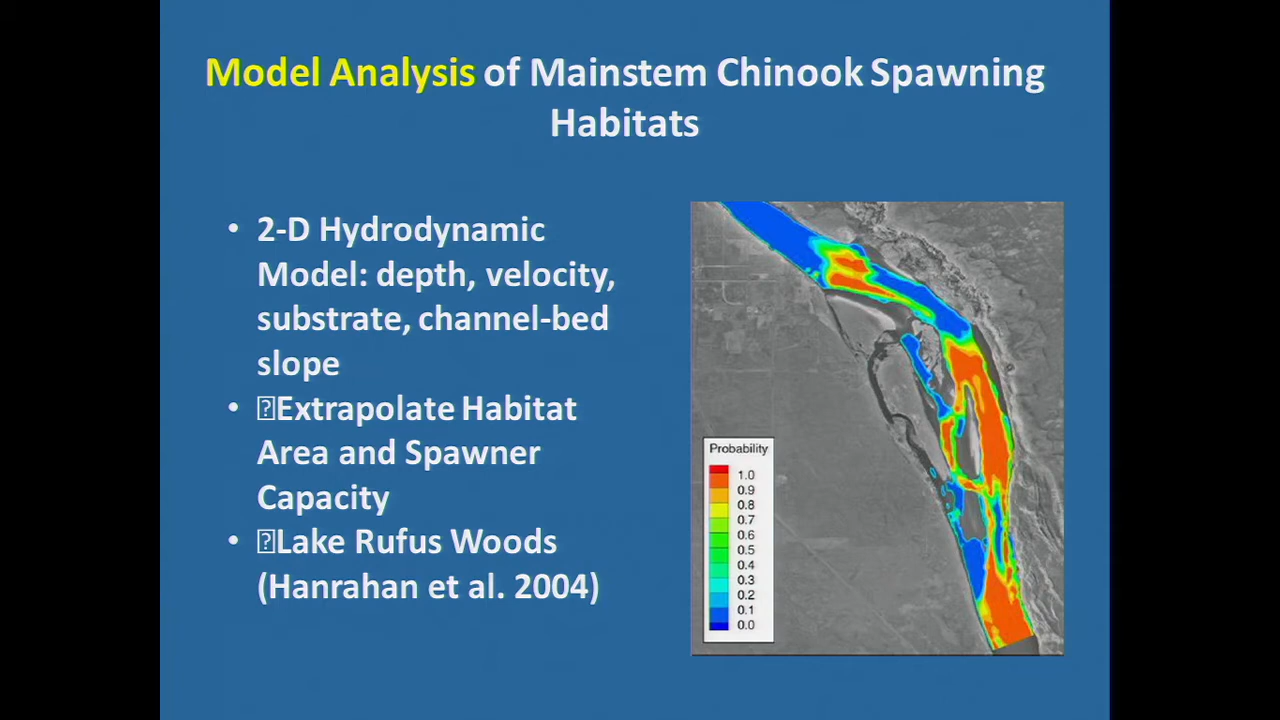 Model Analysis of Mainstem Chinook Spawning
Habitats
• 2-D Hydrodynamic
Model: depth, velocity,
substrate, channel-bed
slope
• Extrapolate Habitat
Area and Spawner
Capacity
• Lake Rufus Woods
(Hanrahan et al. 2004)
Probability
1.0
0.9
0.8
0.7
0.6
0.5
0.4
0.3
0.2
0.1
0.0